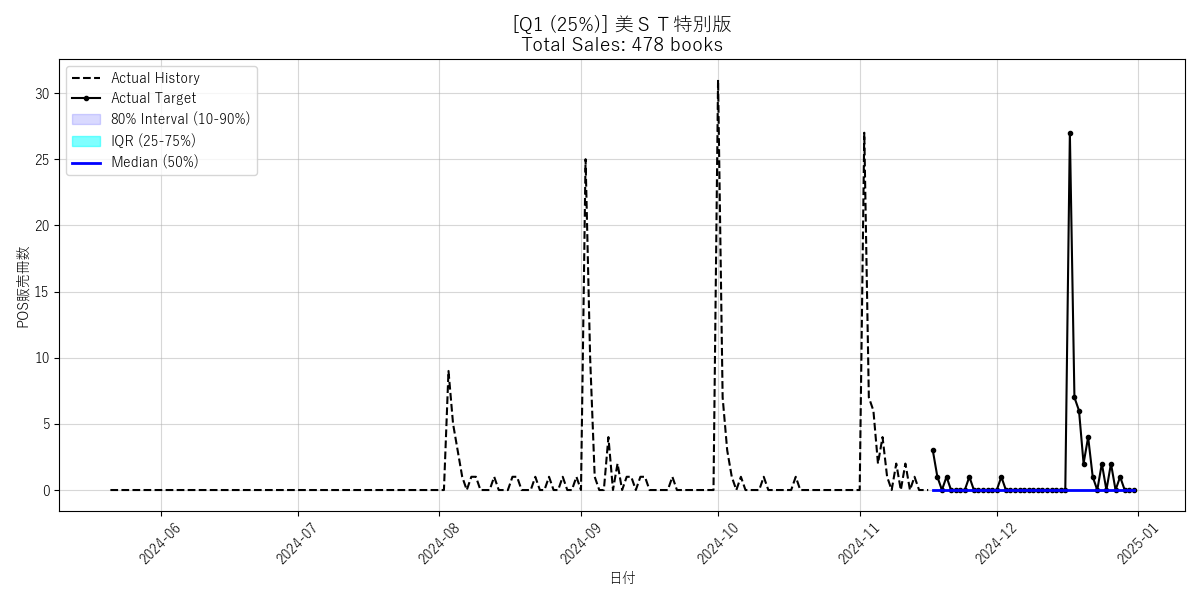 [Q1 (25%)] 美ＳＴ特別版
Total Sales: 478 books
Actual History
Actual Target
80% Interval (10-90%)
IQR (25-75%)
Median (50%)
POS販売冊数
30
25
20
15
10
5
0
2024-06
2024-07
2024-08
2024-09
2024-10
2024-11
2024-12
2025-01
日付